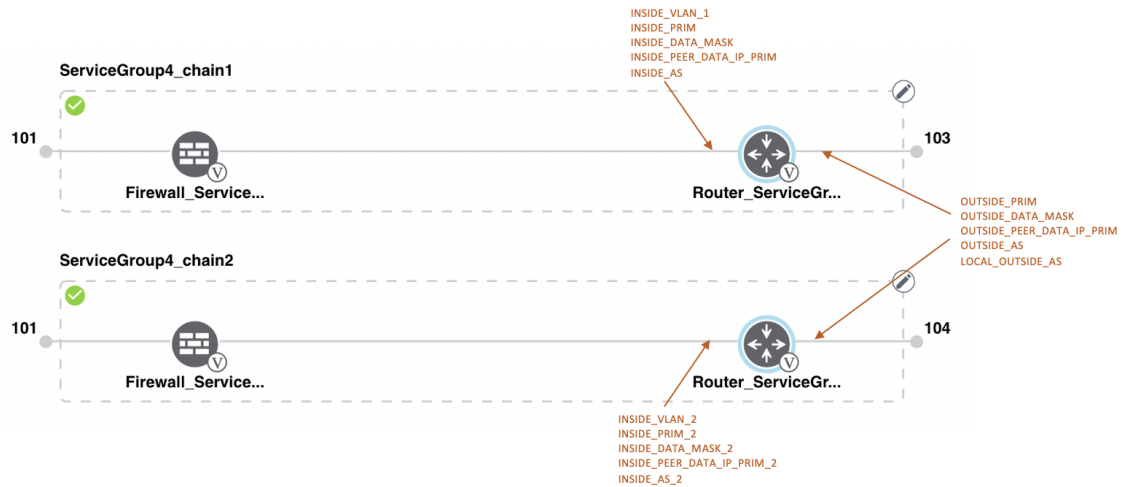 INSIDE_VLAN_1
INSIDE_PRIM
INSIDE_DATA_MASK
INSIDE_PEER_DATA_IP_PRIM
INSIDE_AS
ServiceGroup4_chain1
101
103
V
V
Firewall_Service...
Router_ServiceGr...
OUTSIDE_PRIM
OUTSIDE_DATA_MASK
OUTSIDE_PEER_DATA_IP_PRIM
OUTSIDE_AS
LOCAL_OUTSIDE_AS
ServiceGroup4_chain2
101
104
V
V
Firewall_Service...
Router_ServiceGr...
INSIDE_VLAN_2
INSIDE_PRIM_2
INSIDE_DATA_MASK_2
INSIDE_PEER_DATA_IP_PRIM_2
INSIDE_AS_2